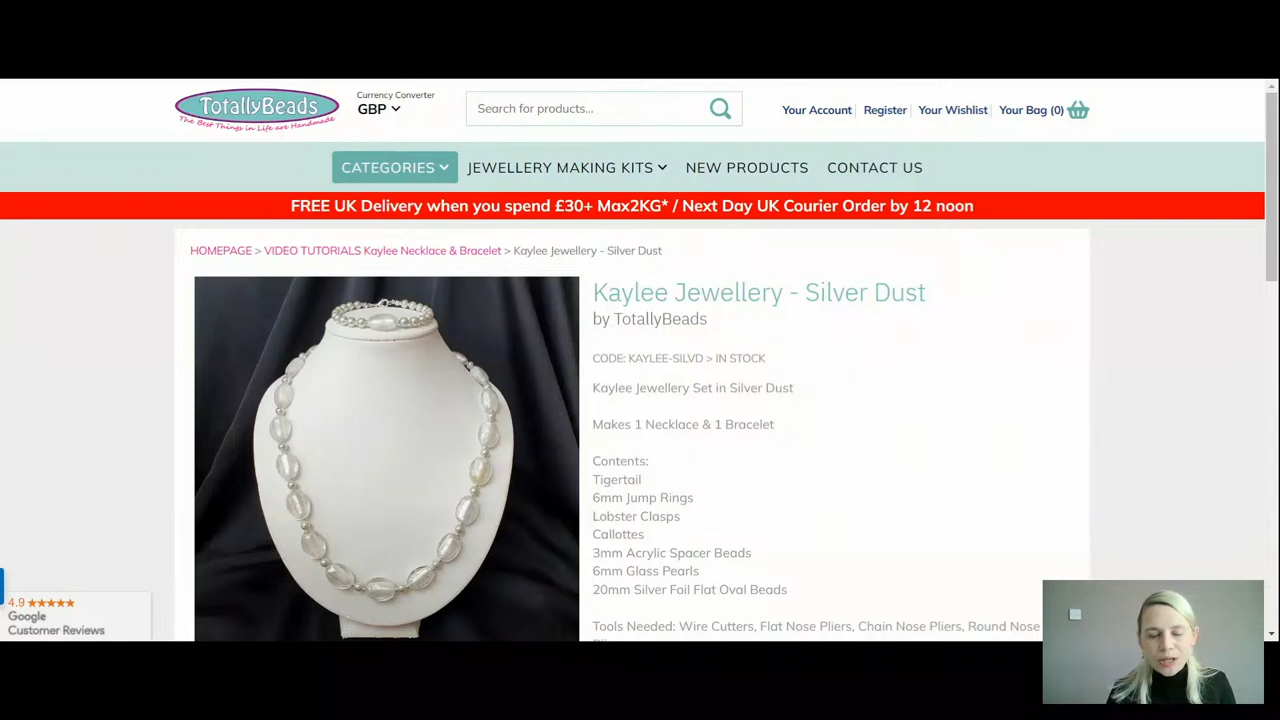 TotallyBeads
The Best Things in Life are Handmade
Currency Converter
GBP
Search for products...
Your Account
Register
Your Wishlist
Your Bag (0)
CATEGORIES
JEWELLERY MAKING KITS
NEW PRODUCTS
CONTACT US
FREE UK Delivery when you spend £30+ Max2KG* / Next Day UK Courier Order by 12 noon
HOMEPAGE > VIDEO TUTORIALS Kaylee Necklace & Bracelet > Kaylee Jewellery - Silver Dust
Kaylee Jewellery - Silver Dust
by TotallyBeads
CODE: KAYLEE-SILVD > IN STOCK
Kaylee Jewellery Set in Silver Dust
Makes 1 Necklace & 1 Bracelet
Contents:
Tigertail
6mm Jump Rings
Lobster Clasps
Callottes
3mm Acrylic Spacer Beads
6mm Glass Pearls
20mm Silver Foil Flat Oval Beads
Tools Needed: Wire Cutters, Flat Nose Pliers, Chain Nose Pliers, Round Nose
4.9 ★★★★★
Google
Customer Reviews